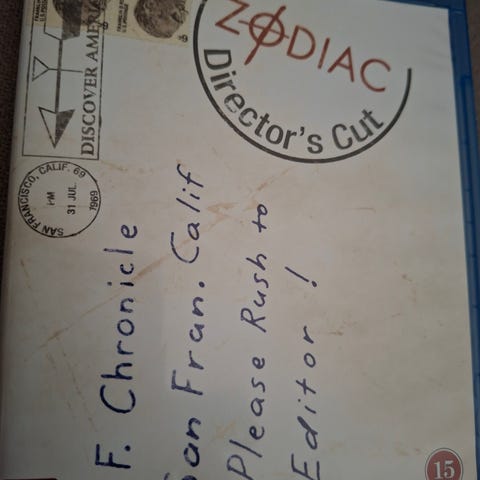 ZODIAC
Director's Cut
DISCOVER AMERICA
SAN FRANCISCO, CALIF. 69
PM
31 JUL
1969
F. Chronicle
San Fran. Calif
Please Rush to
Editor !
15